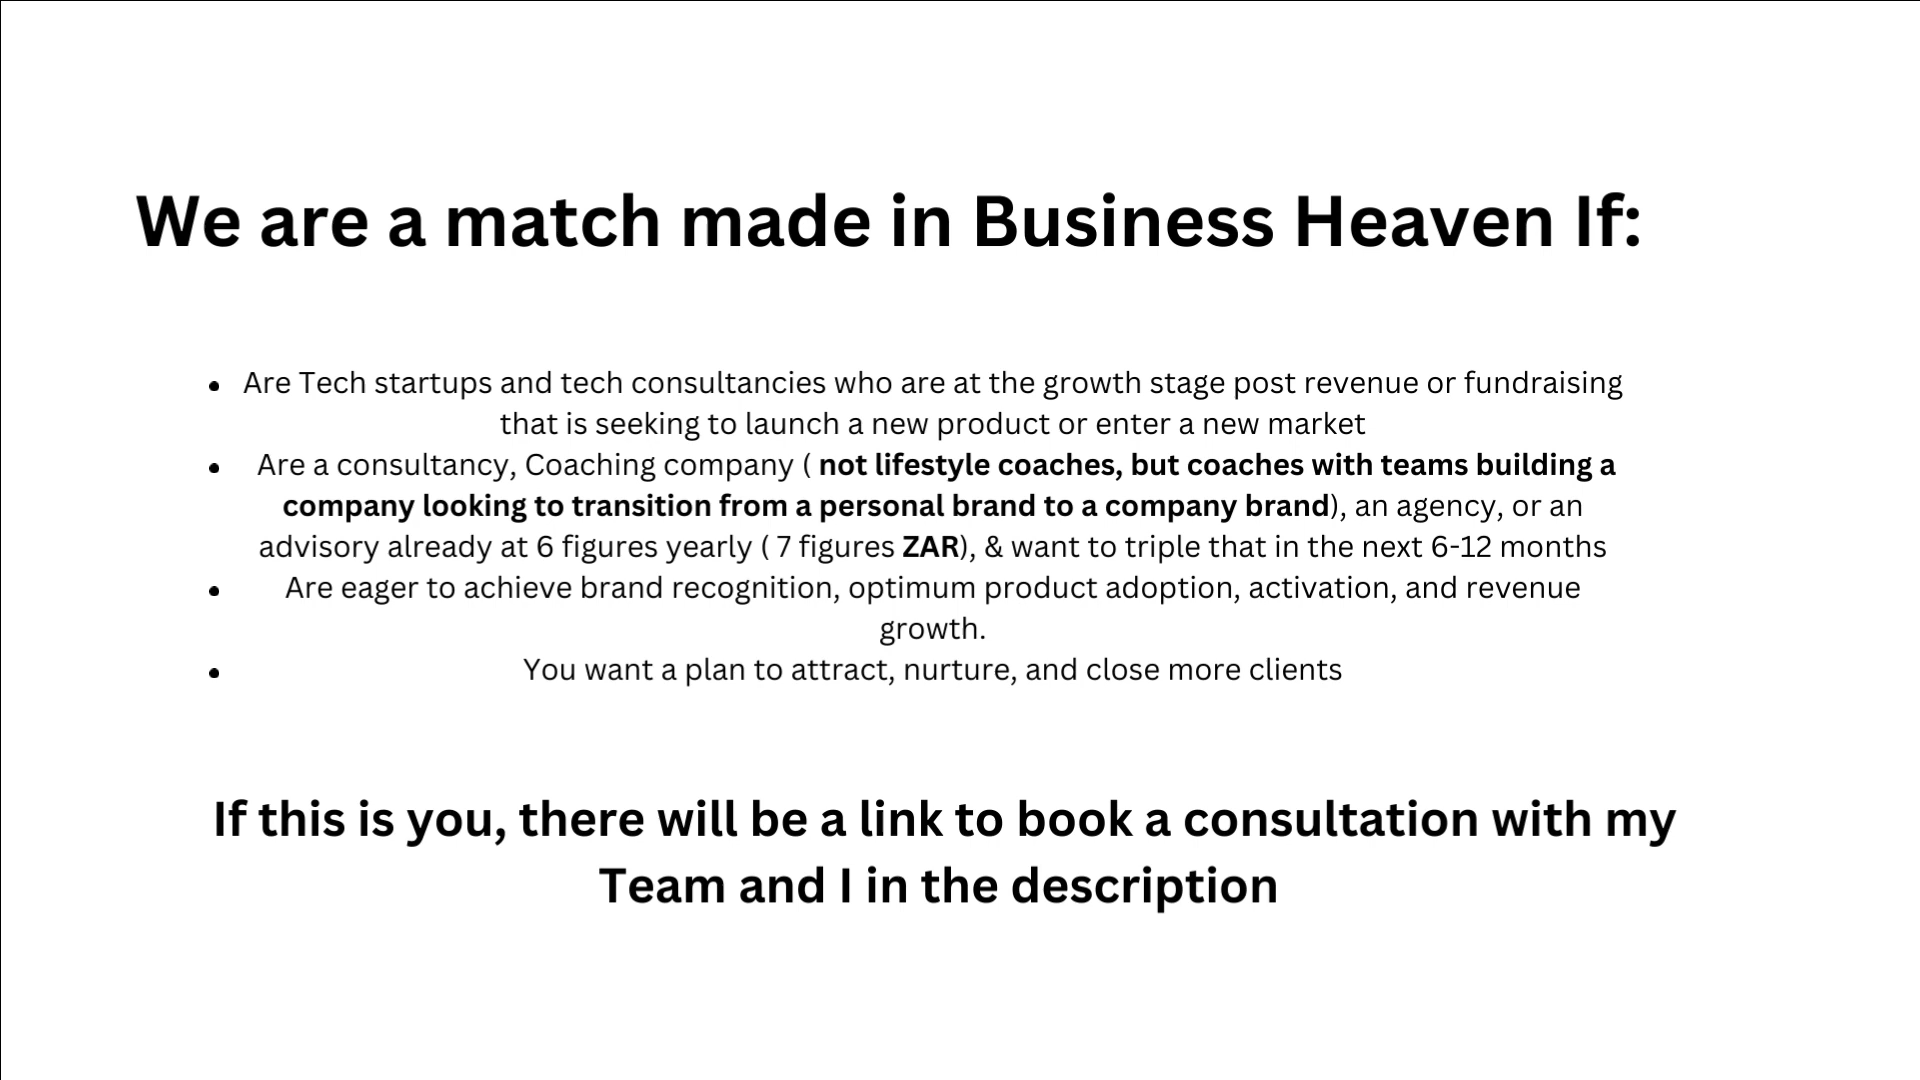 We are a match made in Business Heaven If:
• Are Tech startups and tech consultancies who are at the growth stage post revenue or fundraising
that is seeking to launch a new product or enter a new market
• Are a consultancy, Coaching company ( not lifestyle coaches, but coaches with teams building a
company looking to transition from a personal brand to a company brand), an agency, or an
advisory already at 6 figures yearly ( 7 figures ZAR), & want to triple that in the next 6-12 months
• Are eager to achieve brand recognition, optimum product adoption, activation, and revenue
growth.
• You want a plan to attract, nurture, and close more clients
If this is you, there will be a link to book a consultation with my
Team and I in the description